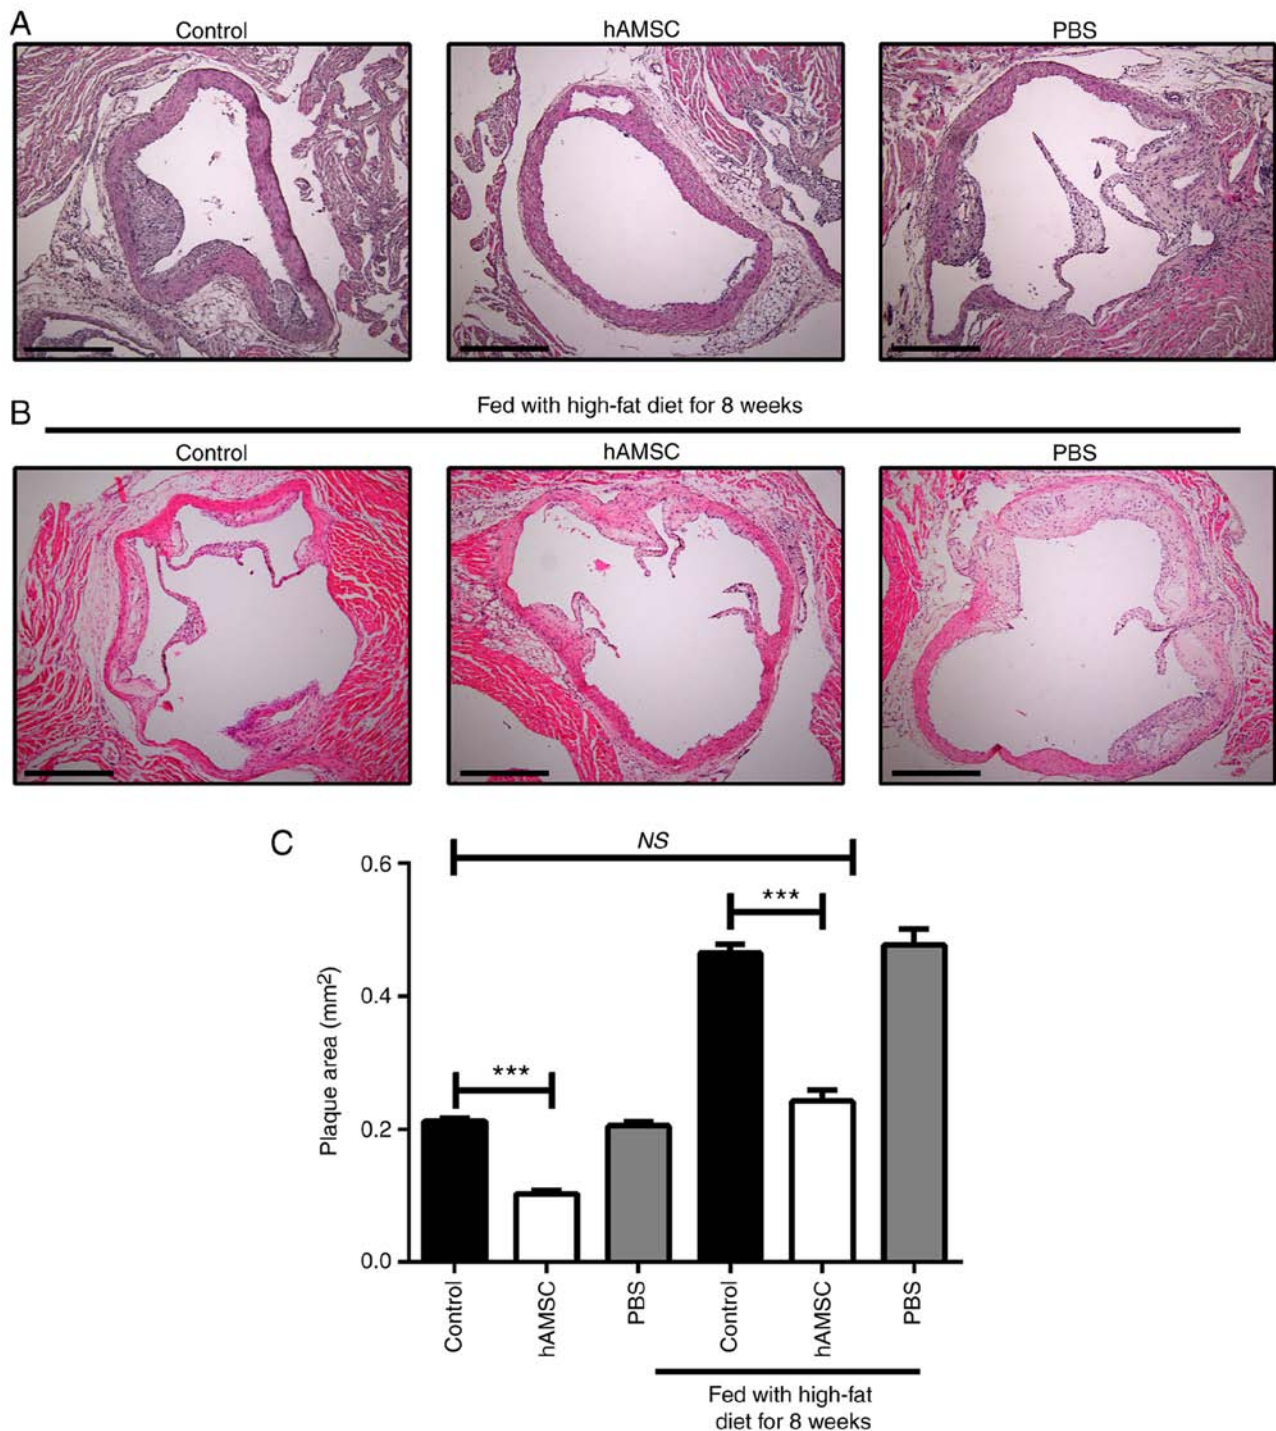 A
Control
hAMSC
PBS
B
Fed with high-fat diet for 8 weeks
Control
hAMSC
PBS
C
NS
***
***
0.6
0.4
0.2
0.0
Plaque area (mm²)
Control
hAMSC
PBS
Control
hAMSC
PBS
Fed with high-fat
diet for 8 weeks